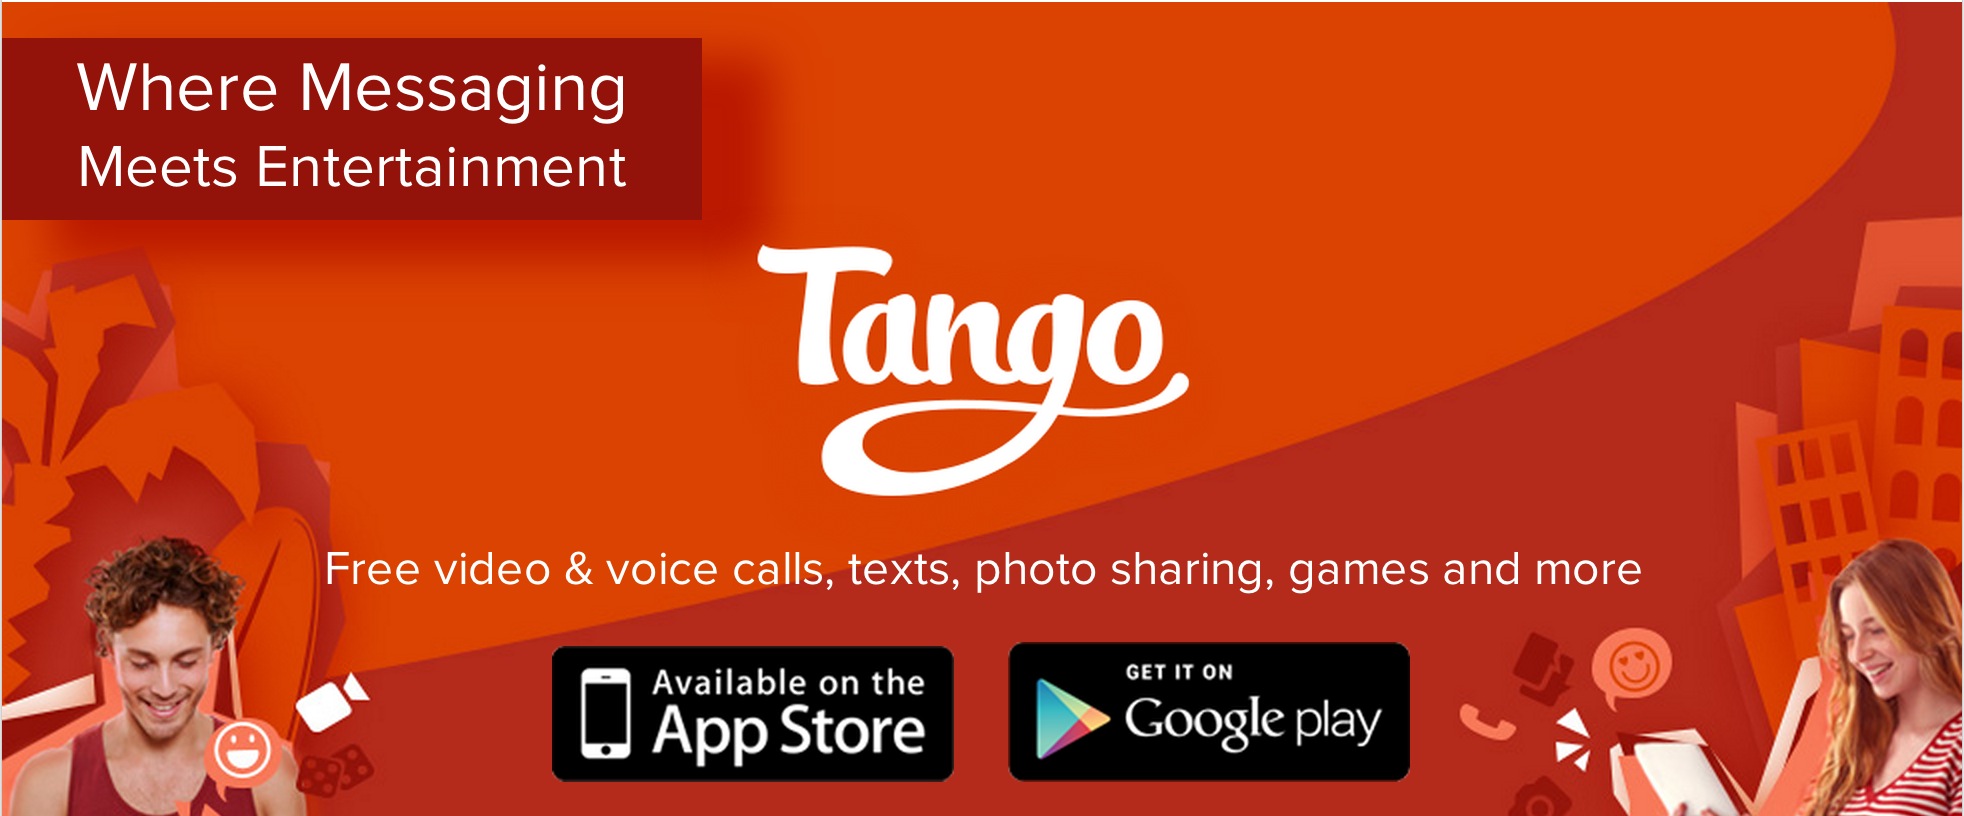 Where Messaging
Meets Entertainment
Tango
Free video & voice calls, texts, photo sharing, games and more
Available on the
App Store
GET IT ON
Google play